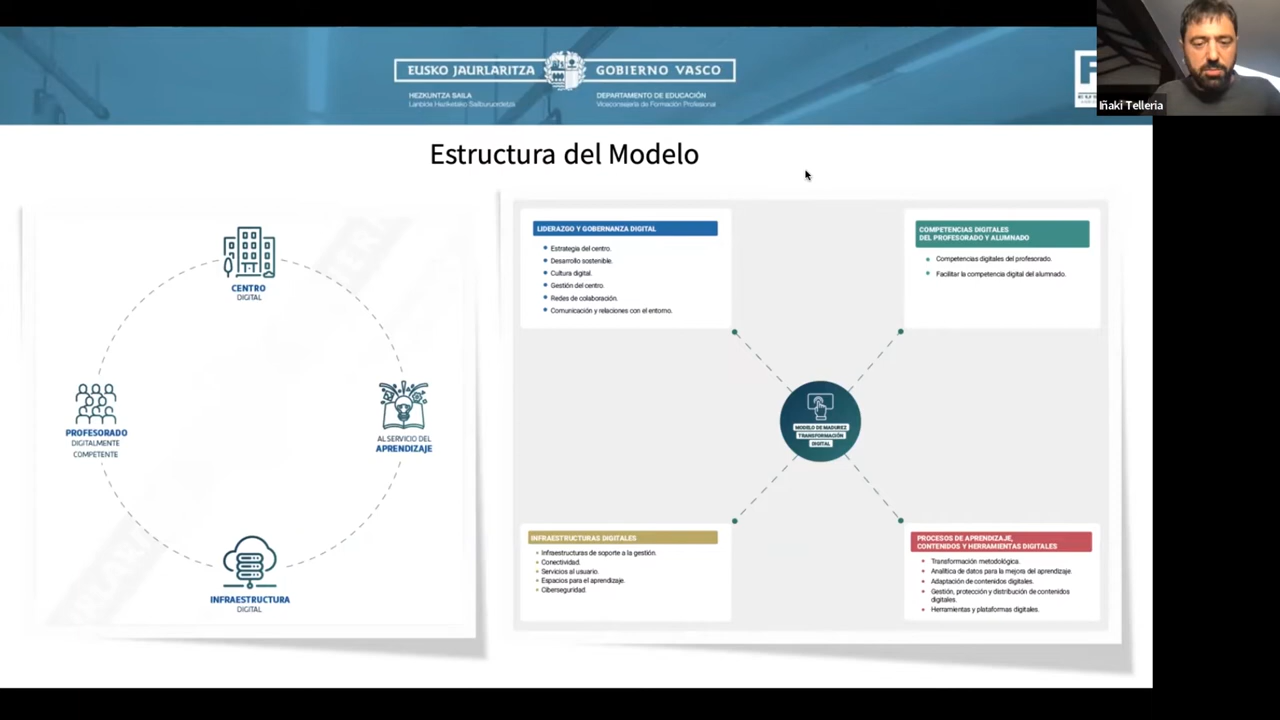 EUSKO JAURLARITZA
GOBIERNO VASCO
HEZKUNTZA SAILA
Lanbide Heziketako Sailburuordetza
DEPARTAMENTO DE EDUCACIÓN
Viceconsejería de Formación Profesional
Iñaki Telleria
Estructura del Modelo
CENTRO
DIGITAL
PROFESORADO
DIGITALMENTE
COMPETENTE
AL SERVICIO DEL
APRENDIZAJE
INFRAESTRUCTURA
DIGITAL
LIDERAZGO Y GOBERNANZA DIGITAL
Estrategia del centro.
Desarrollo sostenible.
Cultura digital.
Gestión del centro.
Redes de colaboración.
Comunicación y relaciones con el entorno.
COMPETENCIAS DIGITALES
DEL PROFESORADO Y ALUMNADO
Competencias digitales del profesorado.
Facilitar la competencia digital del alumnado.
MODELO DE MADUREZ
TRANSFORMACIÓN
DIGITAL
INFRAESTRUCTURAS DIGITALES
Infraestructuras de soporte a la gestión.
Conectividad.
Servicios al usuario.
Espacios para el aprendizaje.
Ciberseguridad.
PROCESOS DE APRENDIZAJE,
CONTENIDOS Y HERRAMIENTAS DIGITALES
Transformación metodológica.
Analítica de datos para la mejora del aprendizaje.
Adaptación de contenidos digitales.
Gestión, protección y distribución de contenidos
digitales.
Herramientas y plataformas digitales.